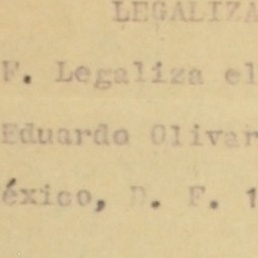 LEGALIZA
F. Legaliza el
Eduardo Olivar
éxico, D. F. 1